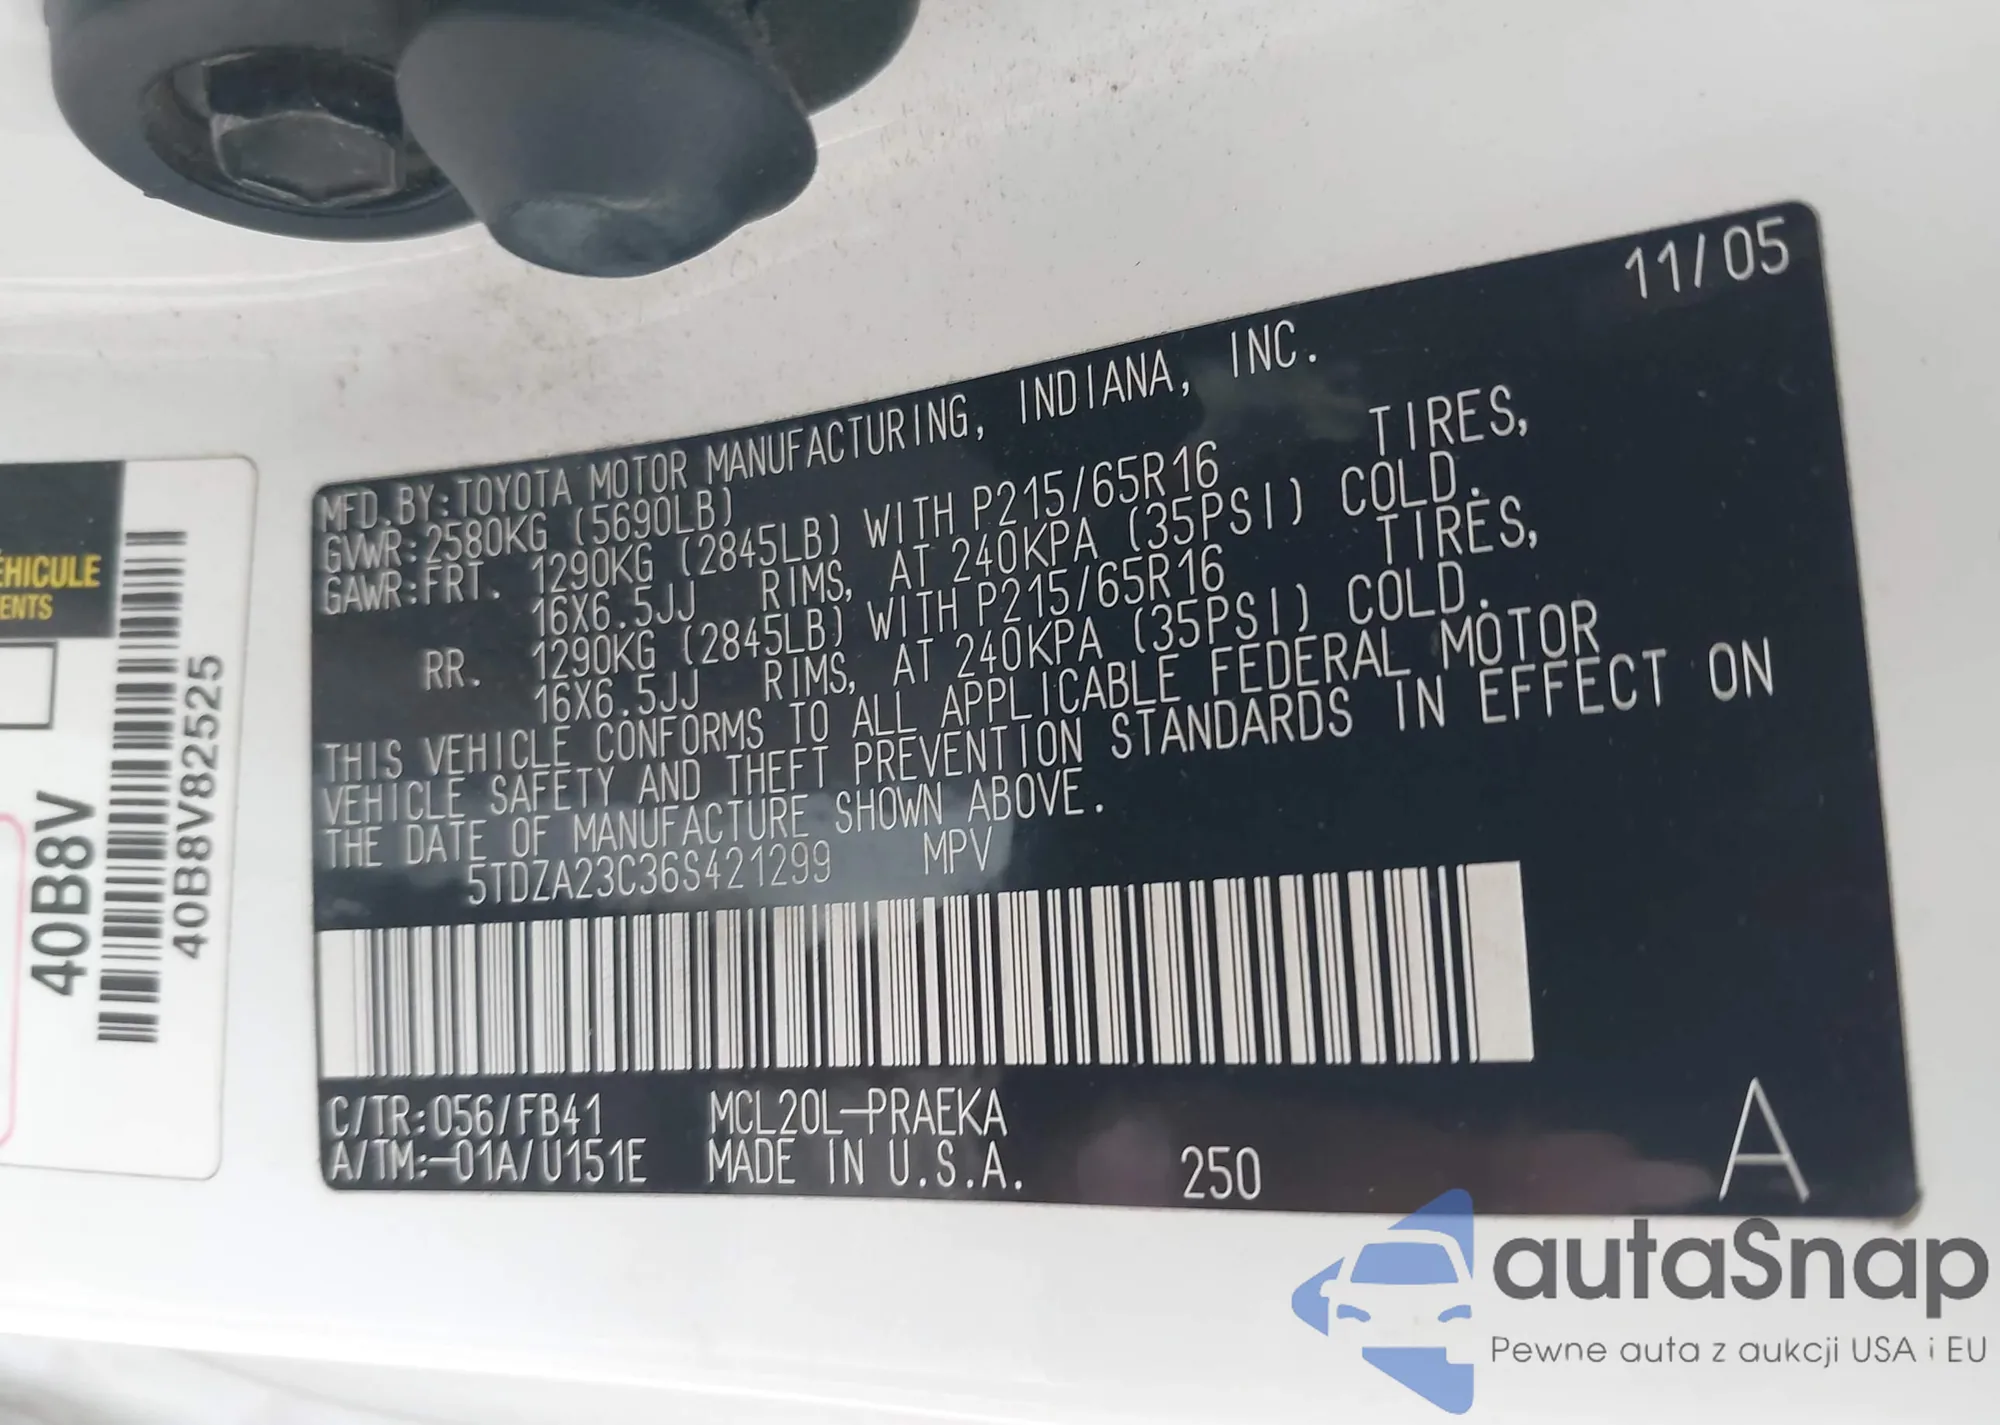 11/05
MFD.BY:TOYOTA MOTOR MANUFACTURING, INDIANA, INC.
GVWR:2580KG (5690LB)
GAWR:FRT. 1290KG (2845LB) WITH P215/65R16 TIRES,
16X6.5JJ RIMS, AT 240KPA (35PSI) COLD.
RR. 1290KG (2845LB) WITH P215/65R16 TIRES,
16X6.5JJ RIMS, AT 240KPA (35PSI) COLD.
THIS VEHICLE CONFORMS TO ALL APPLICABLE FEDERAL MOTOR
VEHICLE SAFETY AND THEFT PREVENTION STANDARDS IN EFFECT ON
THE DATE OF MANUFACTURE SHOWN ABOVE.
5TDZA23C36S421299 MPV
C/TR:056/FB41 MCL20L-PRAEKA
A/TM:-01A/U151E MADE IN U.S.A. 250 A
ÉHICULE
ENTS
40B8V
40B8V82525
autaSnap
Pewne auta z aukcji USA i EU